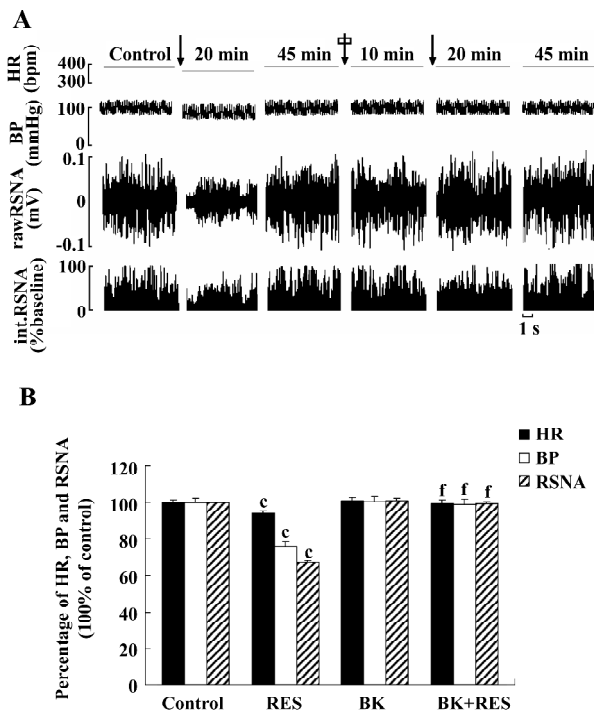 A
Control 20 min 45 min 10 min 20 min 45 min
HR
(bpm)
400
300
BP
(mmHg)
100
0
rawRSNA
(mV)
0.1
0
-0.1
int.RSNA
(%baseline)
100
0
1 s
B
HR
BP
RSNA
Percentage of HR, BP and RSNA
(100% of control)
120
100
80
60
40
20
0
c c c
f f f
Control RES BK BK+RES